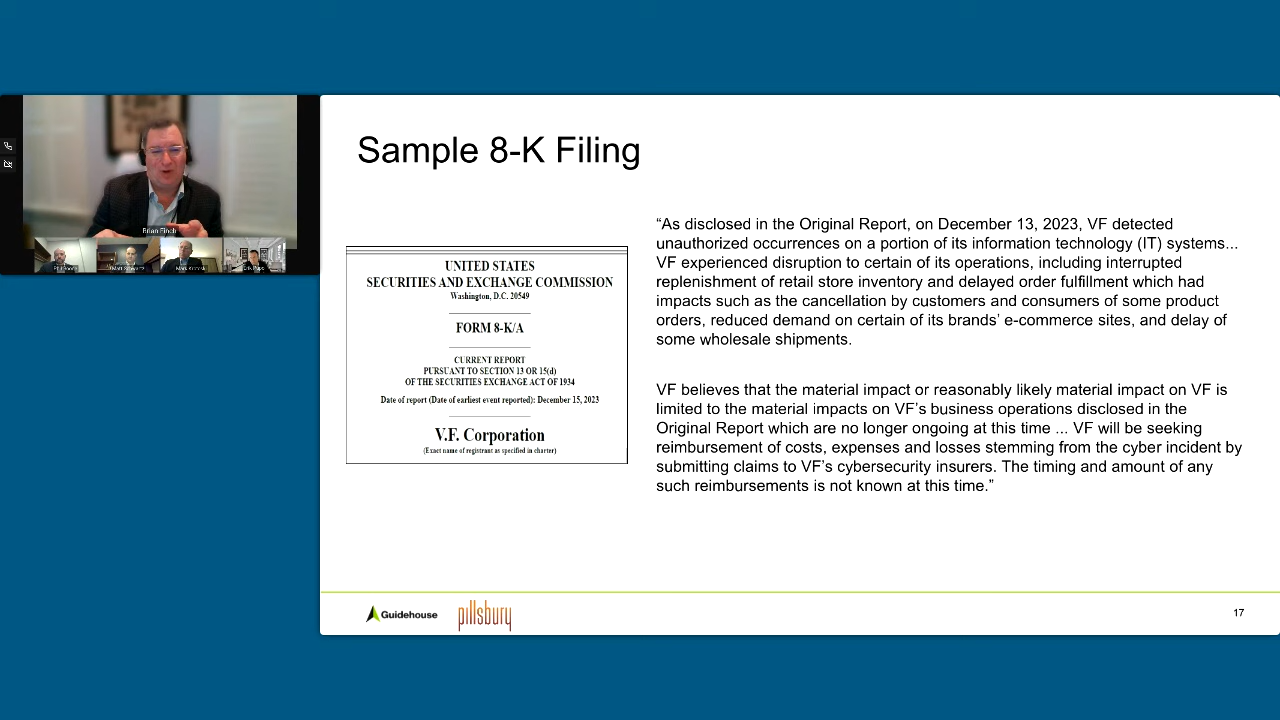 Brian Finch
Sample 8-K Filing
UNITED STATES
SECURITIES AND EXCHANGE COMMISSION
Washington, D.C. 20549
FORM 8-K/A
CURRENT REPORT
PURSUANT TO SECTION 13 OR 15(d)
OF THE SECURITIES EXCHANGE ACT OF 1934
Date of report (Date of earliest event reported): December 15, 2023
V.F. Corporation
(Exact name of registrant as specified in charter)
“As disclosed in the Original Report, on December 13, 2023, VF detected
unauthorized occurrences on a portion of its information technology (IT) systems...
VF experienced disruption to certain of its operations, including interrupted
replenishment of retail store inventory and delayed order fulfillment which had
impacts such as the cancellation by customers and consumers of some product
orders, reduced demand on certain of its brands’ e-commerce sites, and delay of
some wholesale shipments.
VF believes that the material impact or reasonably likely material impact on VF is
limited to the material impacts on VF’s business operations disclosed in the
Original Report which are no longer ongoing at this time ... VF will be seeking
reimbursement of costs, expenses and losses stemming from the cyber incident by
submitting claims to VF’s cybersecurity insurers. The timing and amount of any
such reimbursements is not known at this time.”
Guidehouse
pillsbury
17